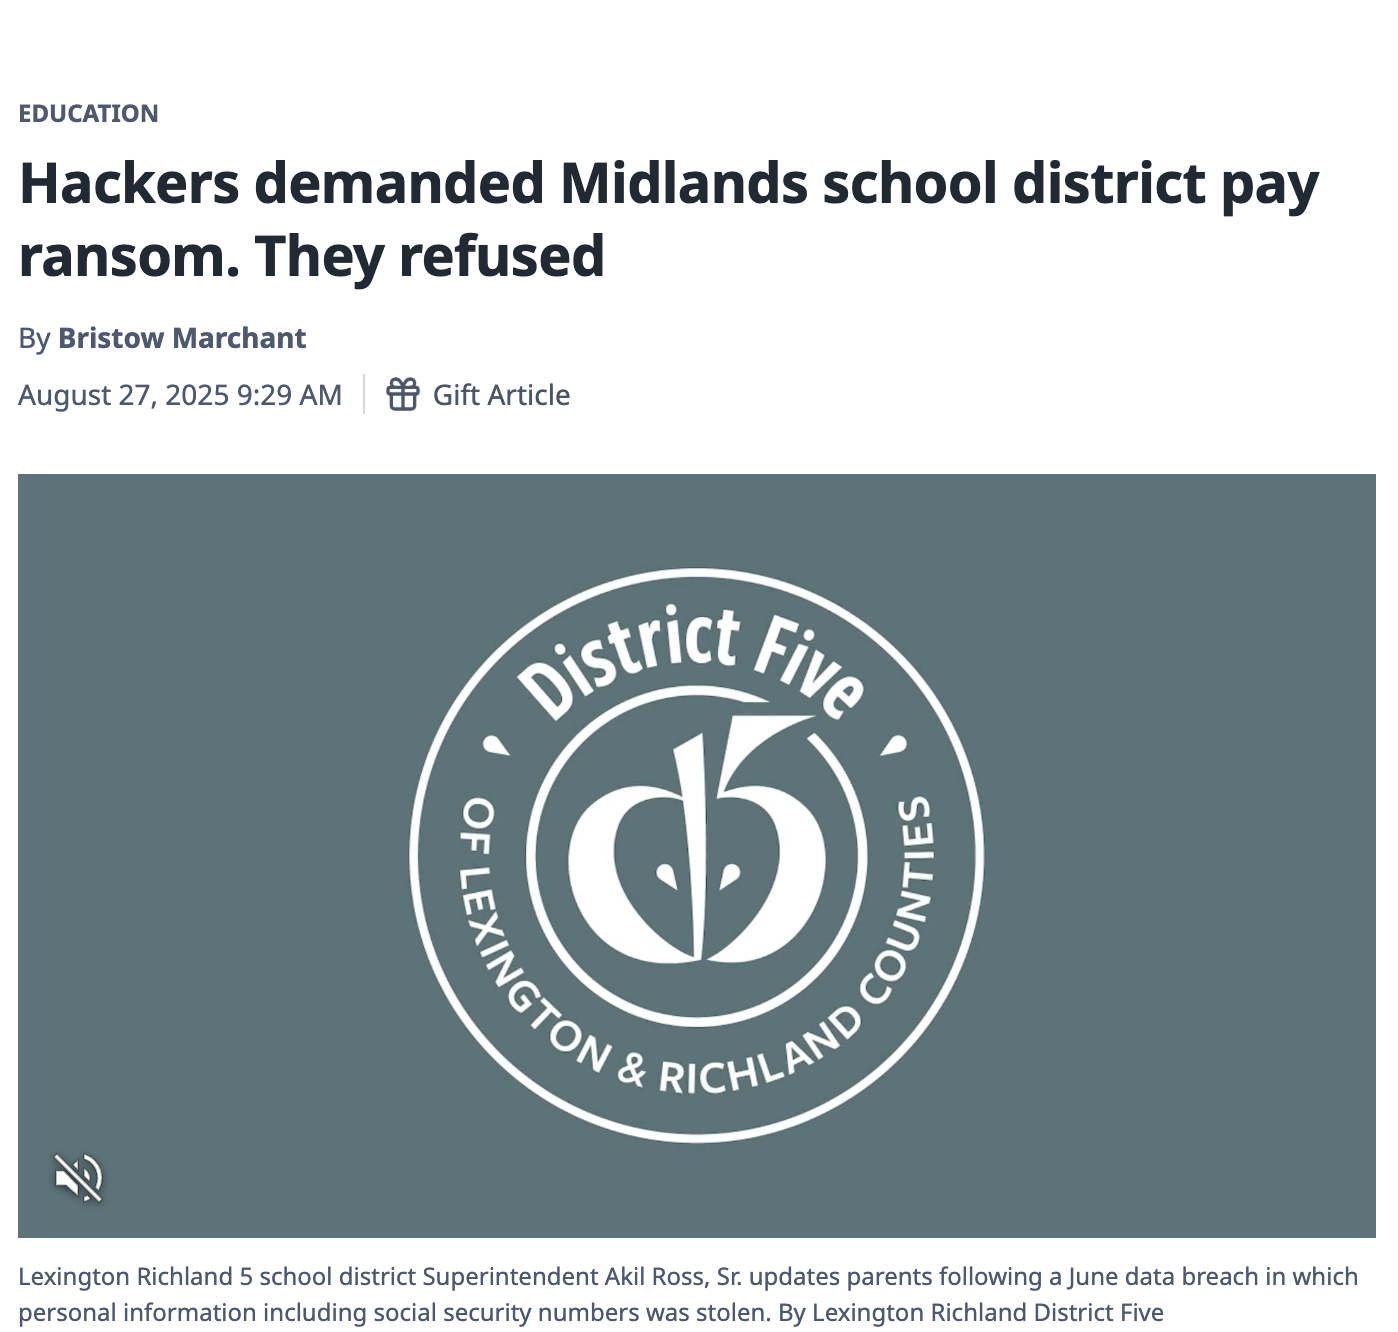 EDUCATION
Hackers demanded Midlands school district pay
ransom. They refused
By Bristow Marchant
August 27, 2025 9:29 AM
Gift Article
District Five
OF LEXINGTON & RICHLAND COUNTIES
Lexington Richland 5 school district Superintendent Akil Ross, Sr. updates parents following a June data breach in which
personal information including social security numbers was stolen. By Lexington Richland District Five